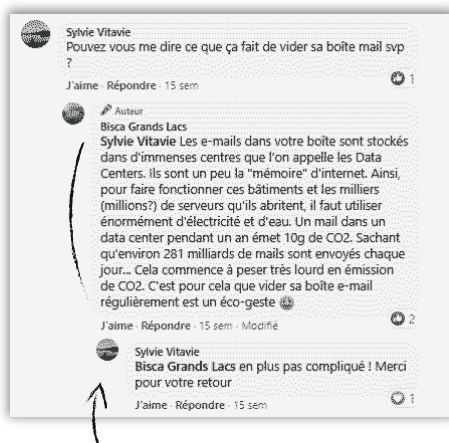 Sylvie Vitavie
Pouvez vous me dire ce que ça fait de vider sa boîte mail svp
?
J'aime · Répondre · 15 sem
1
Auteur
Bisca Grands Lacs
Sylvie Vitavie Les e-mails dans votre boîte sont stockés
dans d'immenses centres que l'on appelle les Data
Centers. Ils sont un peu la "mémoire" d'internet. Ainsi,
pour faire fonctionner ces bâtiments et les milliers
(millions?) de serveurs qu'ils abritent, il faut utiliser
énormément d'électricité et d'eau. Un mail dans un
data center pendant un an émet 10g de CO2. Sachant
qu'environ 281 milliards de mails sont envoyés chaque
jour... Cela commence à peser très lourd en émission
de CO2. C'est pour cela que vider sa boîte e-mail
régulièrement est un éco-geste
J'aime · Répondre · 15 sem · Modifié
2
Sylvie Vitavie
Bisca Grands Lacs en plus pas compliqué ! Merci
pour votre retour
J'aime · Répondre · 15 sem
1